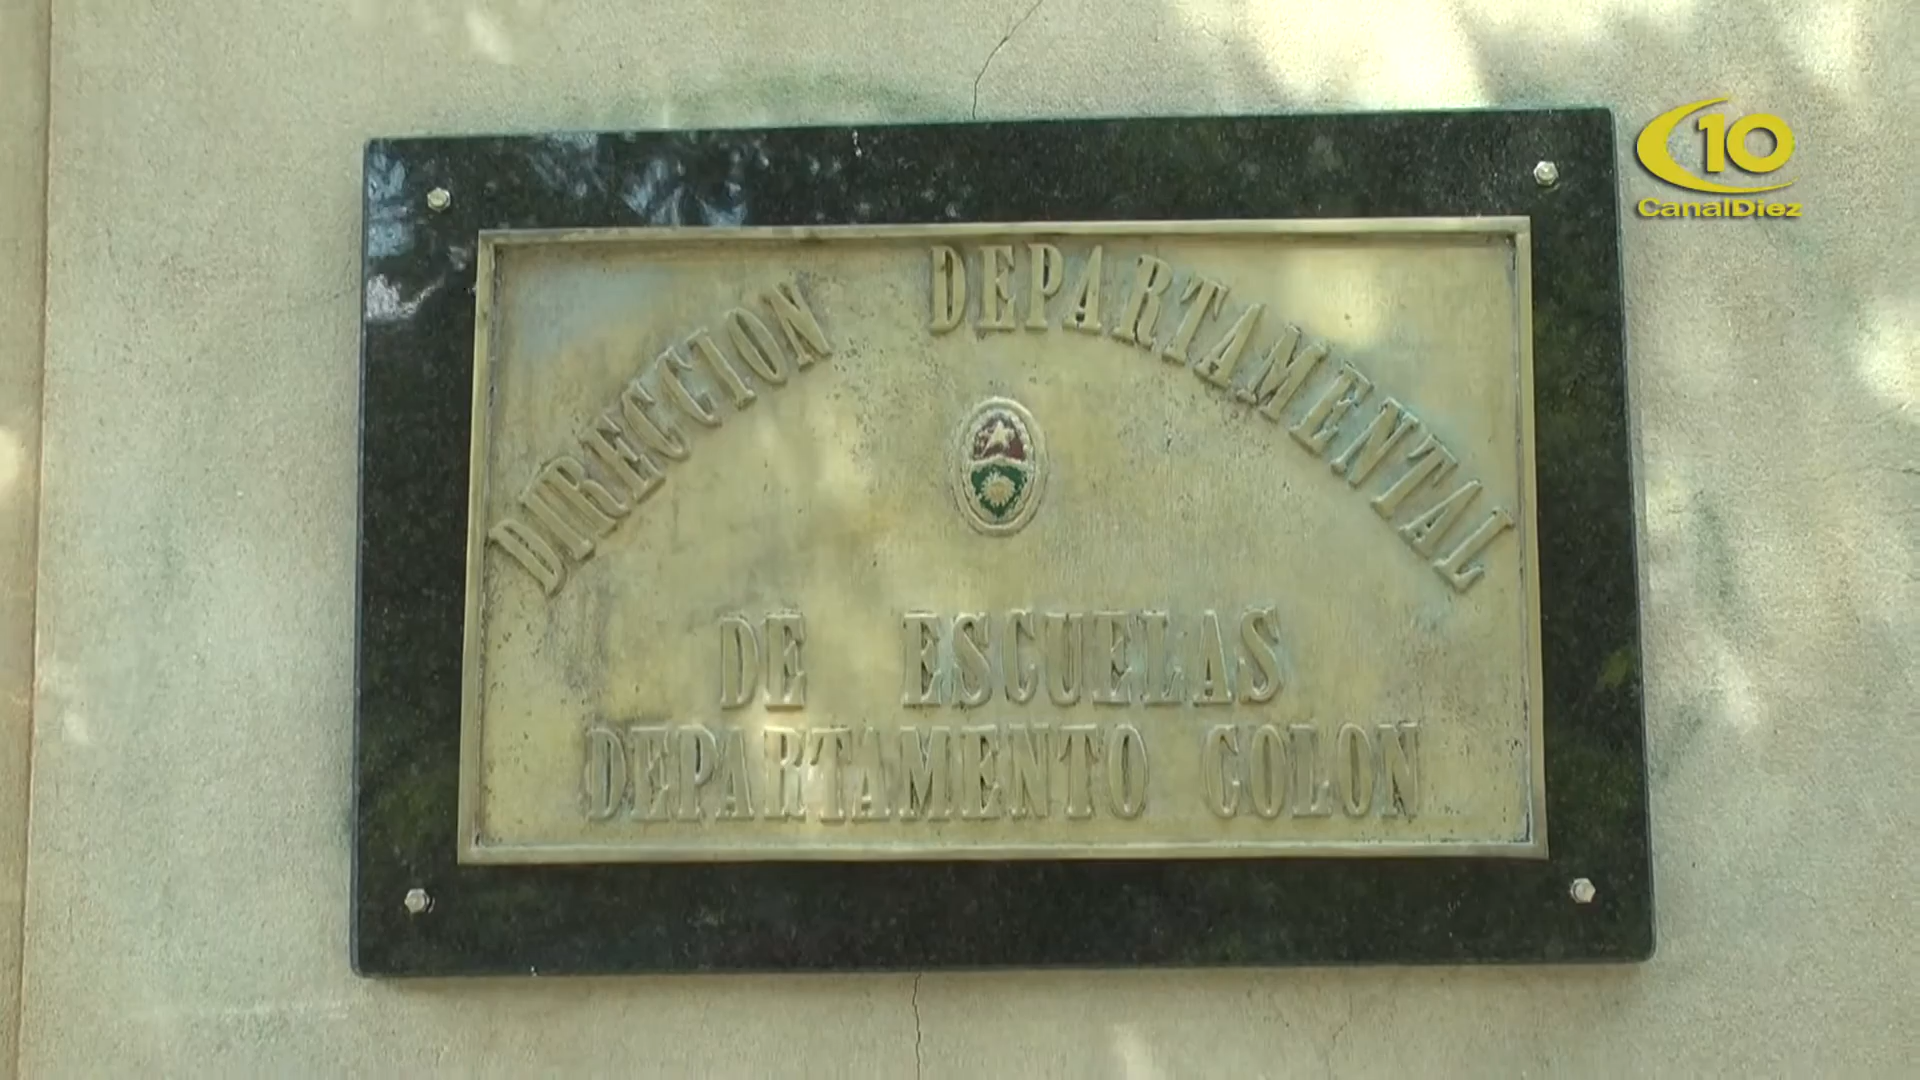 DIRECCION DEPARTAMENTAL
DE ESCUELAS
DEPARTAMENTO COLON
10
CanalDiez